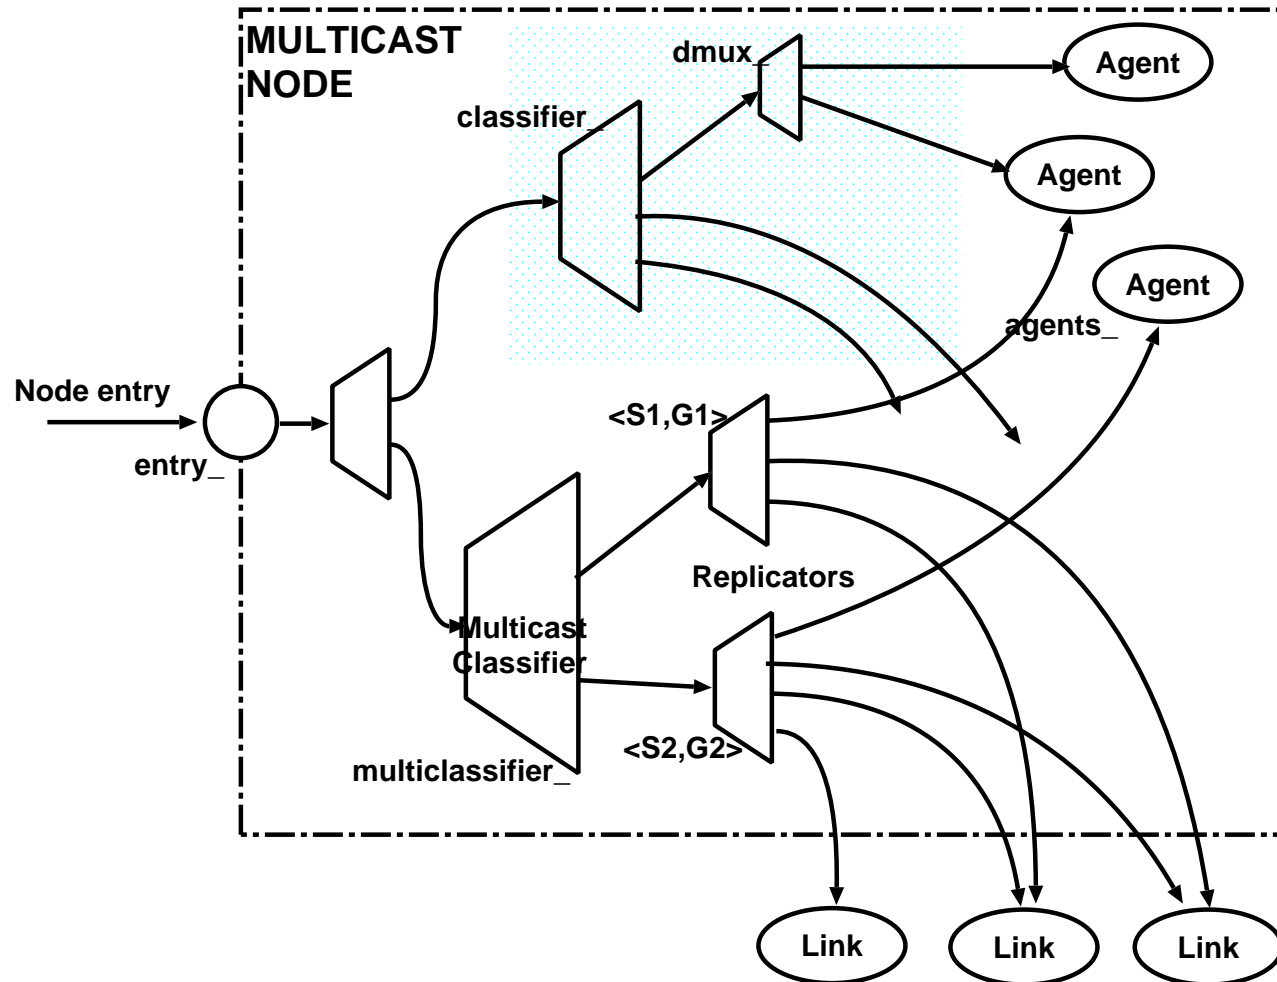 MULTICAST
NODE
dmux_
Agent
classifier_
Agent
Agent
agents_
Node entry
<S1,G1>
entry_
Replicators
Multicast
Classifier
<S2,G2>
multiclassifier_
Link
Link
Link